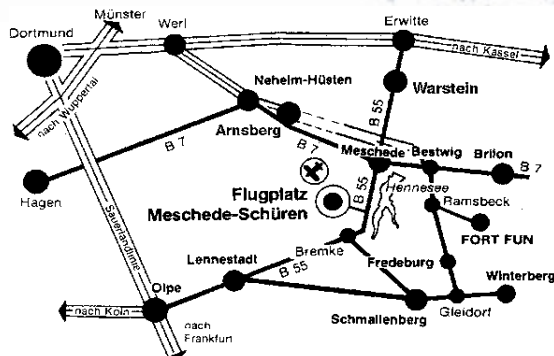 Münster
Dortmund
Werl
Erwitte
nach Kassel
nach Wuppertal
Neheim-Hüsten
Warstein
B 55
Arnsberg
B 7
B 7
Meschede
Bestwig
Brilon
B 7
Hagen
Flugplatz
Meschede-Schüren
B 55
Hennesee
Ramsbeck
FORT FUN
Sauerlandlinie
Bremke
Lennestadt
B 55
Fredeburg
Winterberg
Olpe
Gleidorf
Schmallenberg
nach Köln
nach
Frankfurt